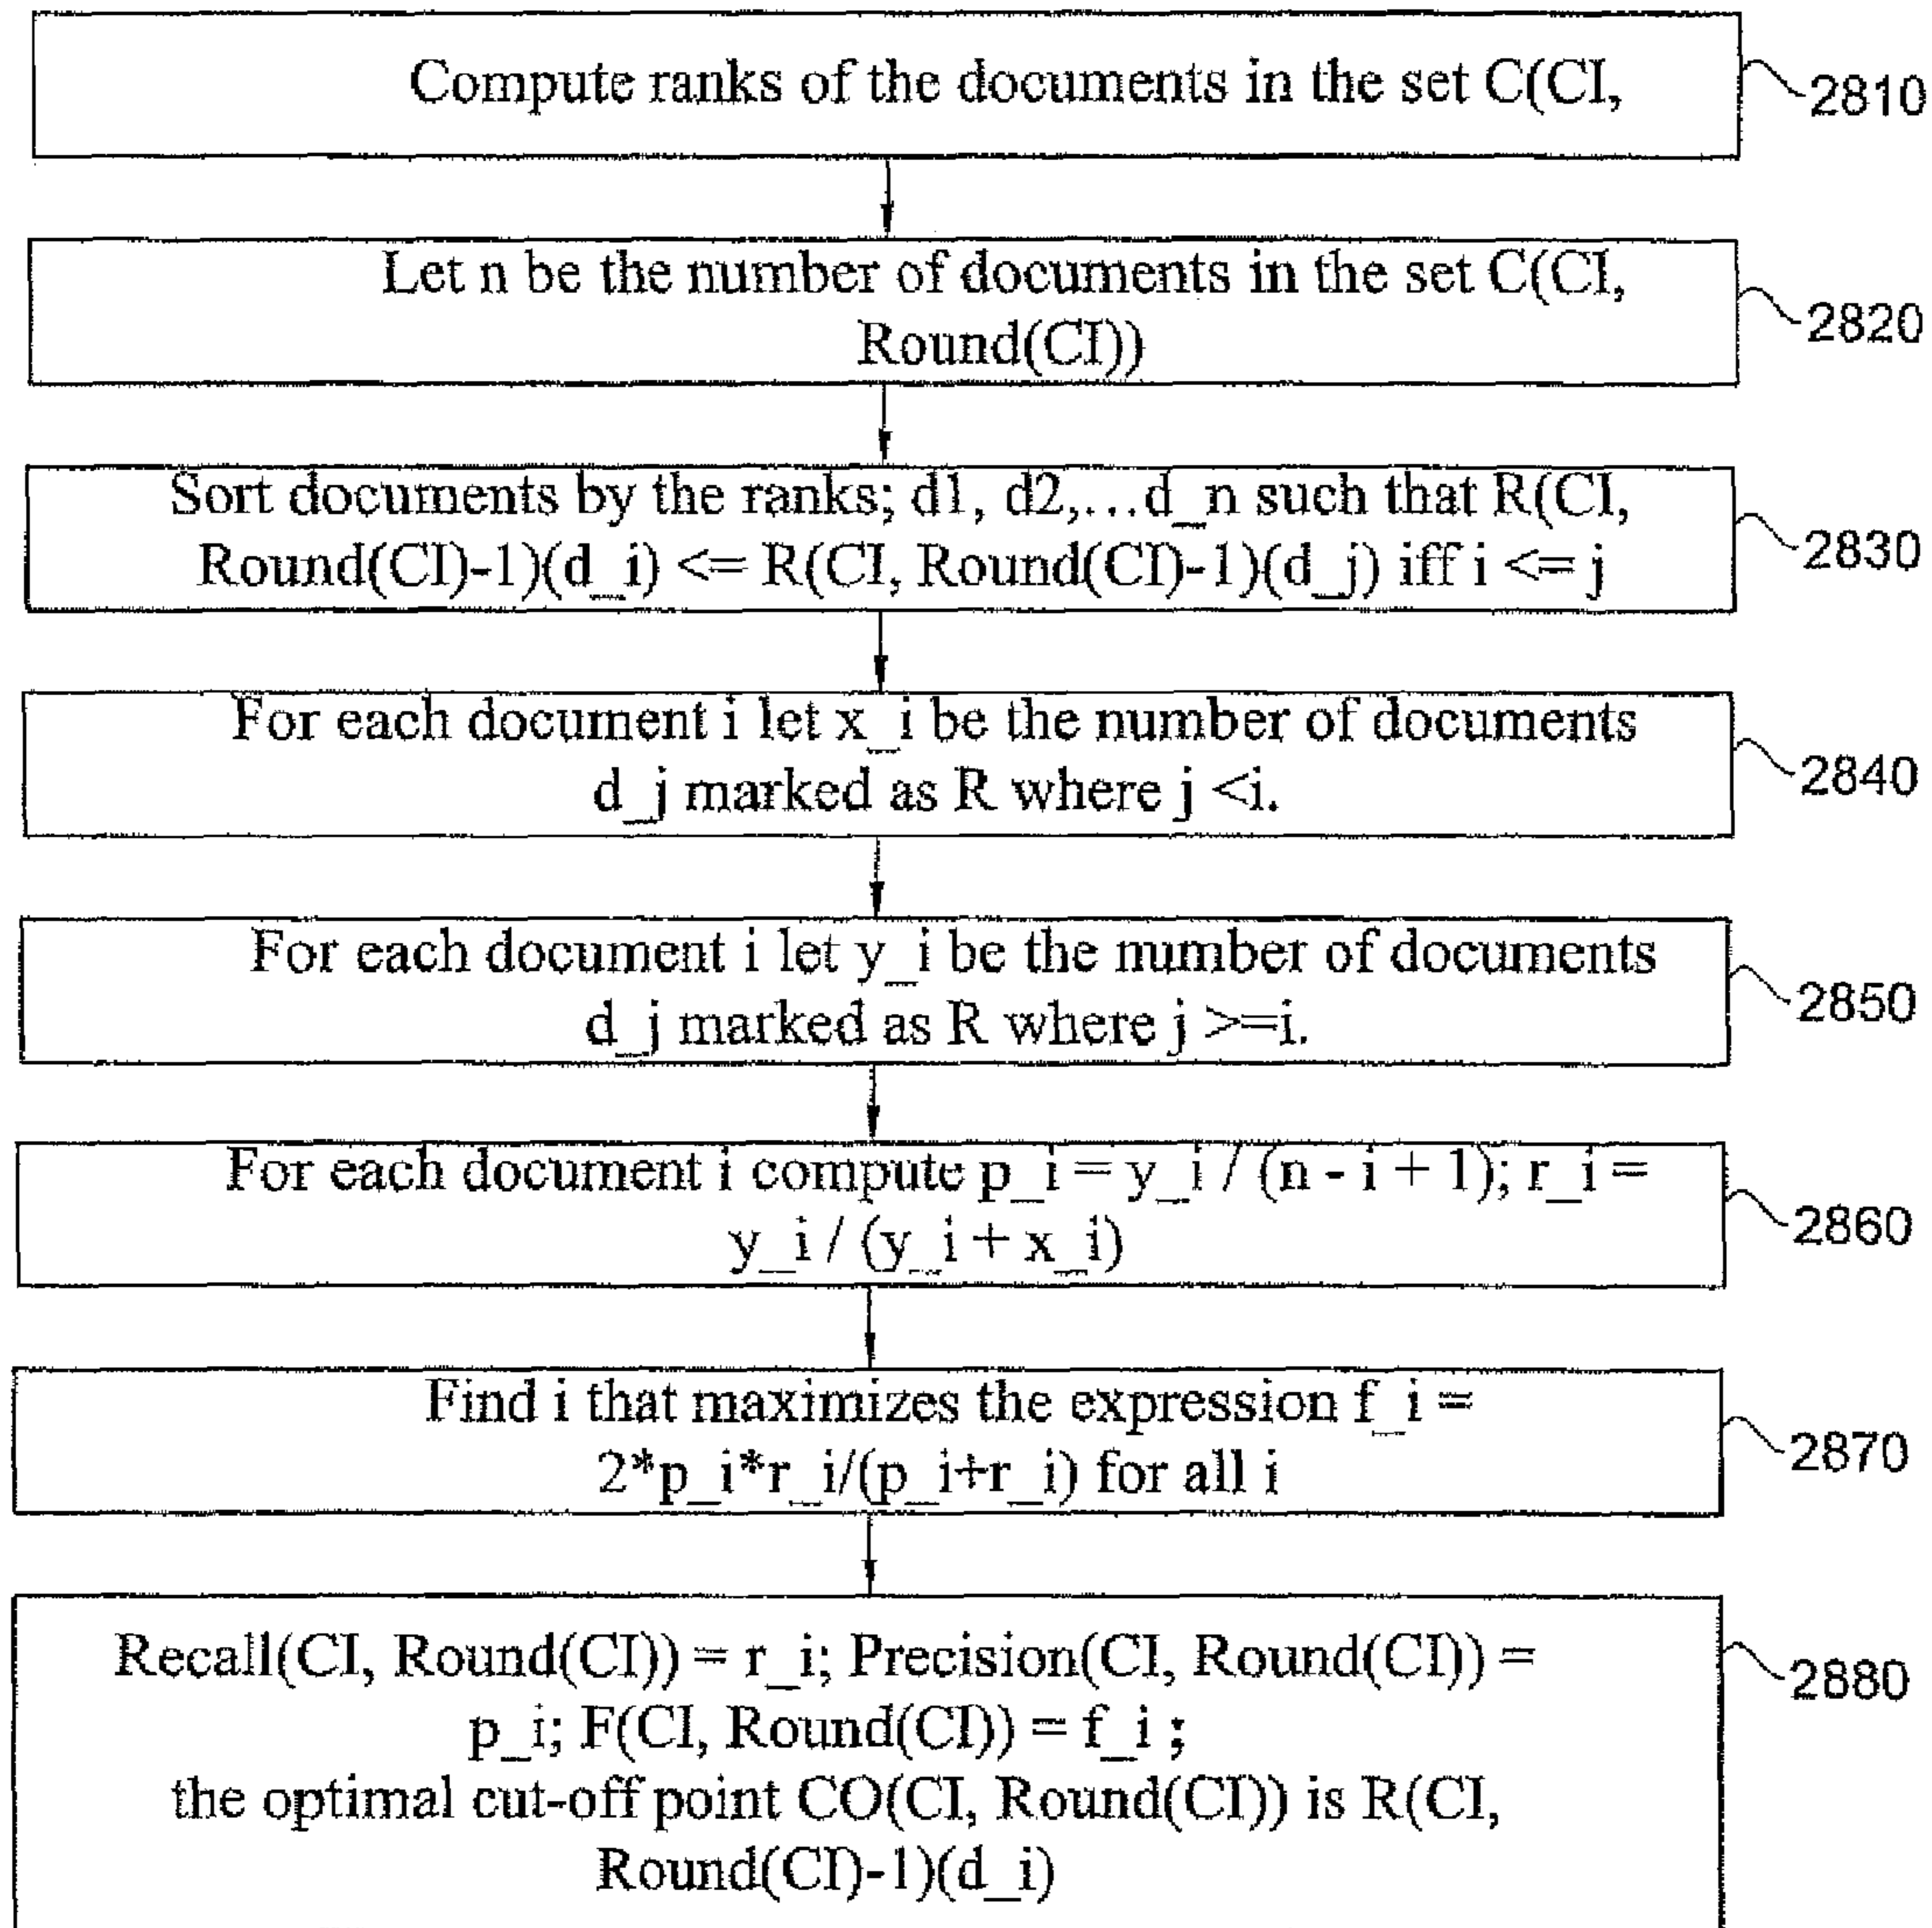 Compute ranks of the documents in the set C(CI,
2810
Let n be the number of documents in the set C(CI,
Round(CI))
2820
Sort documents by the ranks; d1, d2,...d_n such that R(CI,
Round(CI)-1)(d_i) <= R(CI, Round(CI)-1)(d_j) iff i <= j
2830
For each document i let x_i be the number of documents
d_j marked as R where j <i.
2840
For each document i let y_i be the number of documents
d_j marked as R where j >=i.
2850
For each document i compute p_i = y_i / (n - i + 1); r_i =
y_i / (y_i + x_i)
2860
Find i that maximizes the expression f_i =
2*p_i*r_i/(p_i+r_i) for all i
2870
Recall(CI, Round(CI)) = r_i; Precision(CI, Round(CI)) =
p_i; F(CI, Round(CI)) = f_i ;
the optimal cut-off point CO(CI, Round(CI)) is R(CI,
Round(CI)-1)(d_i)
2880